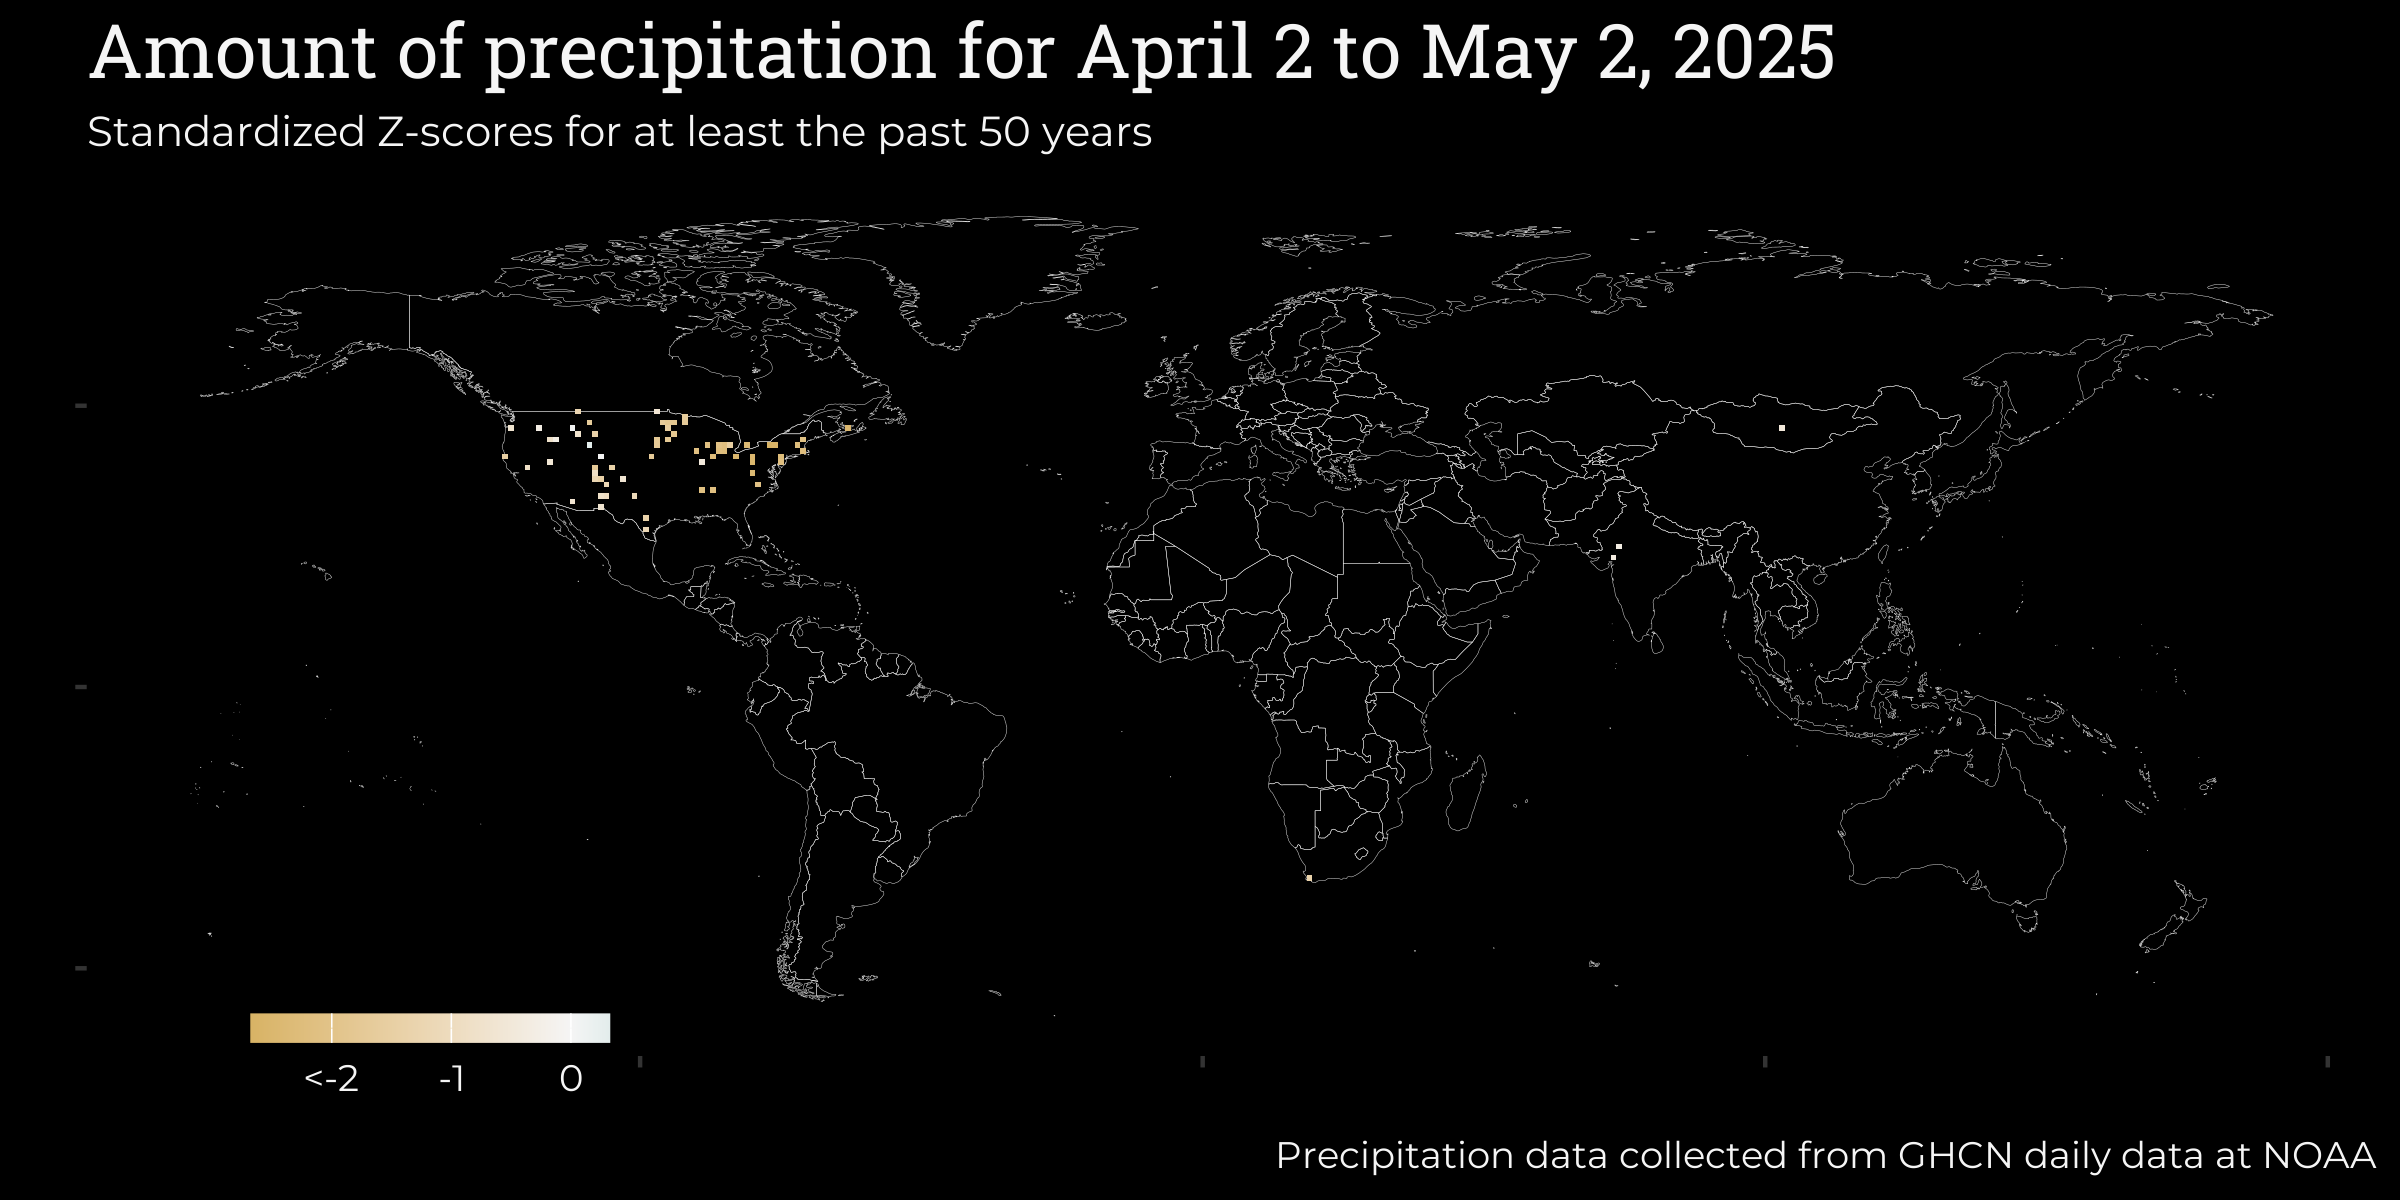 Amount of precipitation for April 2 to May 2, 2025
Standardized Z-scores for at least the past 50 years
<-2 -1 0
Precipitation data collected from GHCN daily data at NOAA